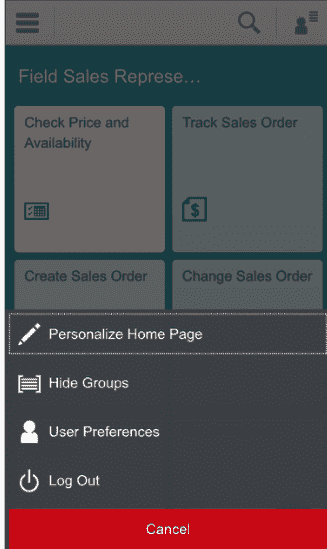 Field Sales Represe...
Check Price and
Availability
Track Sales Order
Create Sales Order
Change Sales Order
Personalize Home Page
Hide Groups
User Preferences
Log Out
Cancel